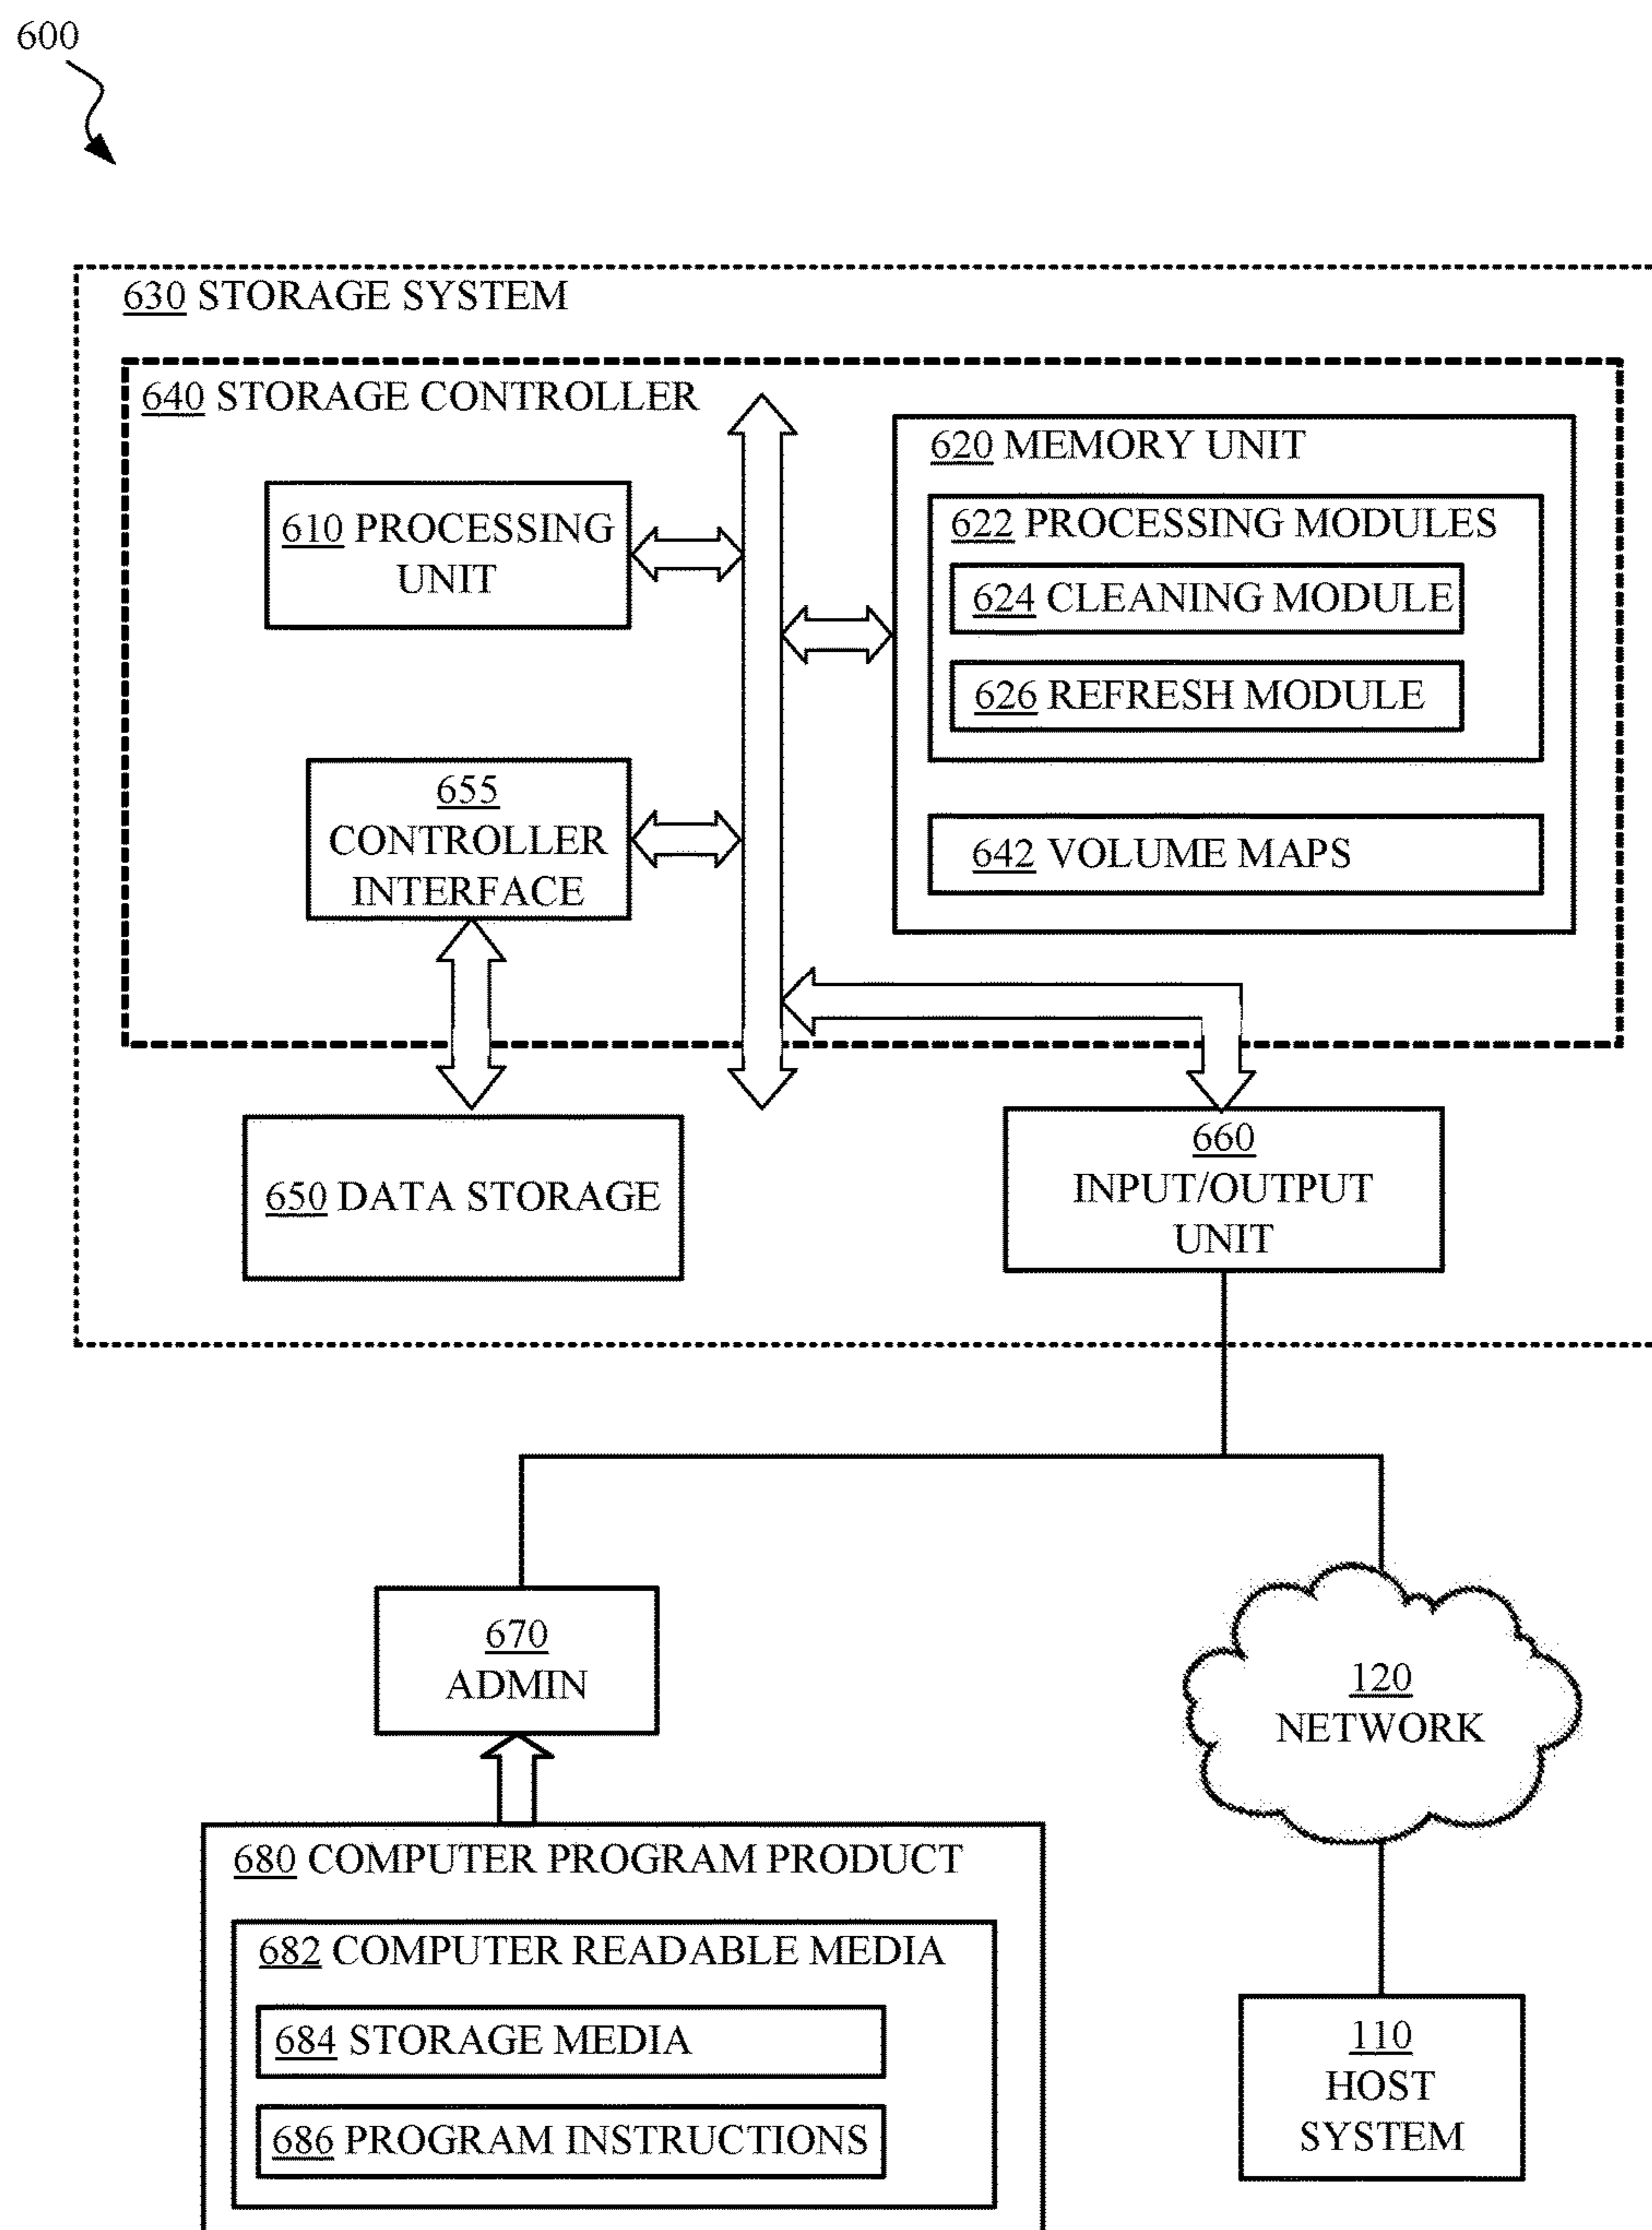 600
630 STORAGE SYSTEM
640 STORAGE CONTROLLER
610 PROCESSING
UNIT
620 MEMORY UNIT
622 PROCESSING MODULES
624 CLEANING MODULE
626 REFRESH MODULE
655
CONTROLLER
INTERFACE
642 VOLUME MAPS
650 DATA STORAGE
660
INPUT/OUTPUT
UNIT
670
ADMIN
120
NETWORK
680 COMPUTER PROGRAM PRODUCT
682 COMPUTER READABLE MEDIA
684 STORAGE MEDIA
686 PROGRAM INSTRUCTIONS
110
HOST
SYSTEM